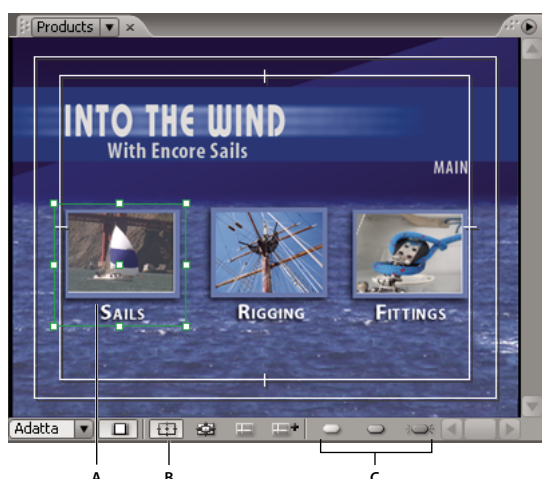 Products
INTO THE WIND
With Encore Sails
MAIN
SAILS
RIGGING
FITTINGS
Adatta
A
B
C